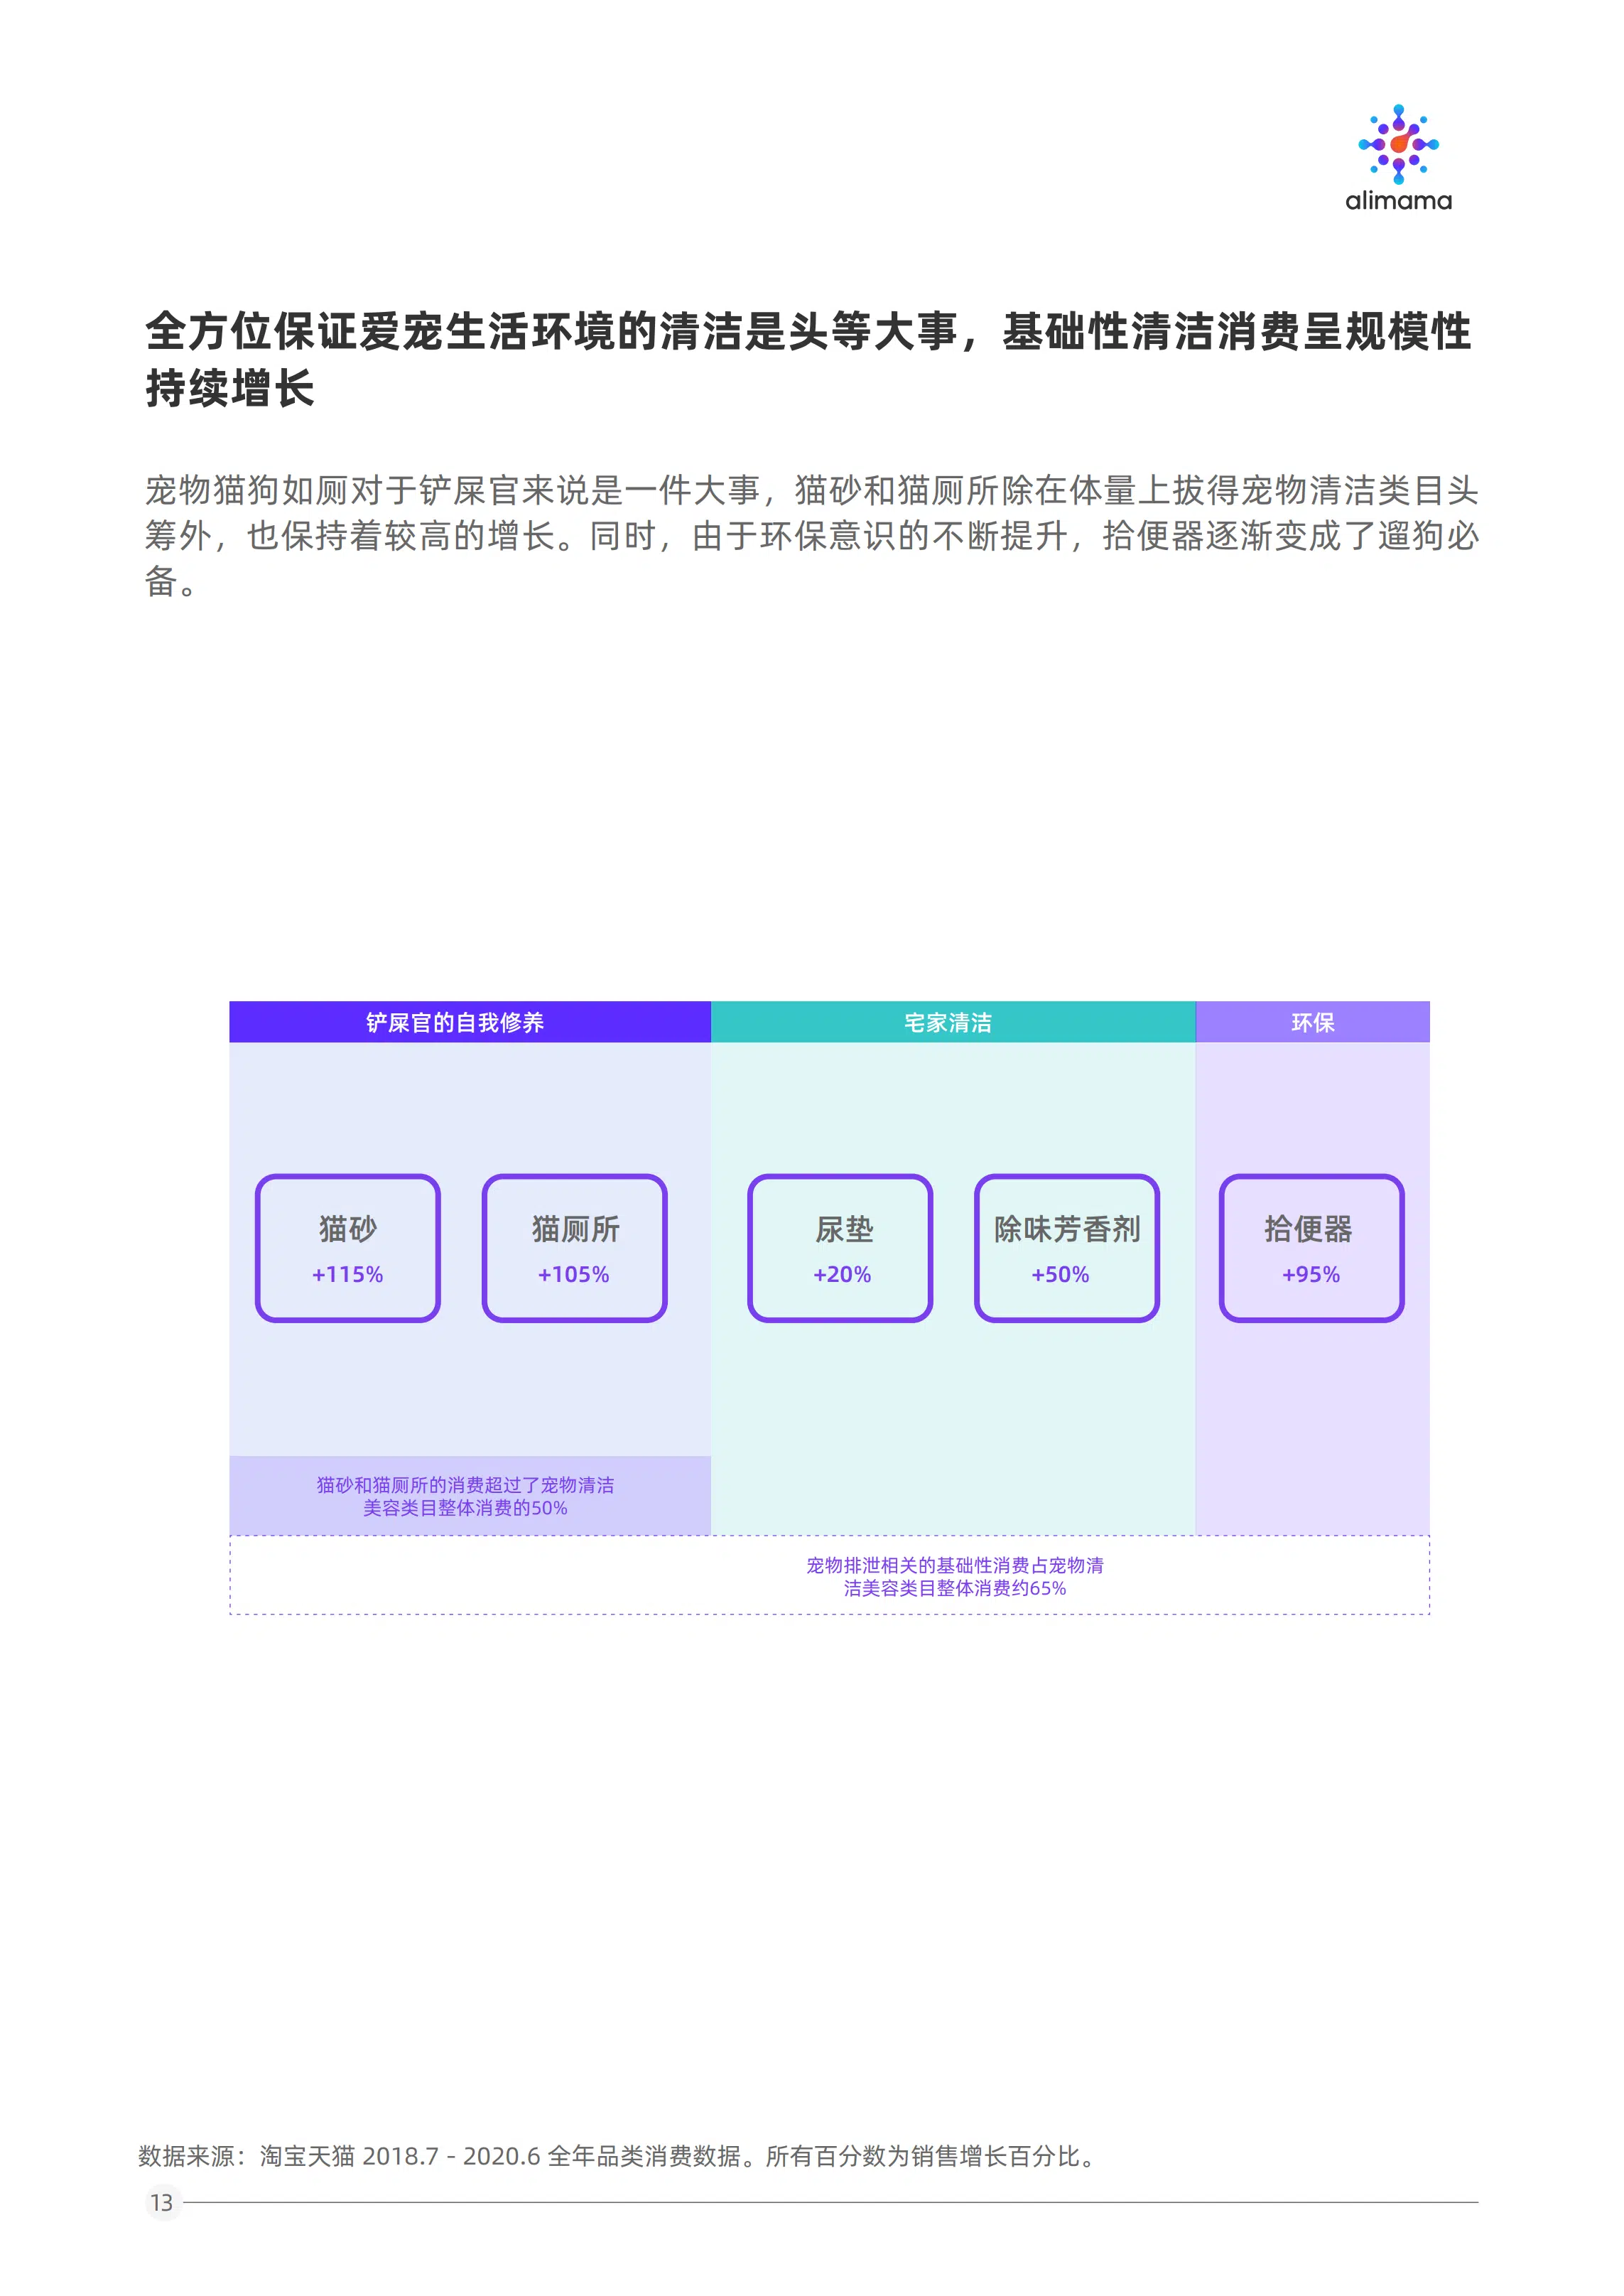 alimama
全方位保证爱宠生活环境的清洁是头等大事，基础性清洁消费呈规模性
持续增长
宠物猫狗如厕对于铲屎官来说是一件大事，猫砂和猫厕所除在体量上拔得宠物清洁类目头
筹外，也保持着较高的增长。同时，由于环保意识的不断提升，拾便器逐渐变成了遛狗必
备。
铲屎官的自我修养 宅家清洁 环保
猫砂 猫厕所 尿垫 除味芳香剂 拾便器
+115% +105% +20% +50% +95%
猫砂和猫厕所的消费超过了宠物清洁
美容类目整体消费的50%
宠物排泄相关的基础性消费占宠物清
洁美容类目整体消费约65%
数据来源：淘宝天猫 2018.7 - 2020.6 全年品类消费数据。所有百分数为销售增长百分比。
13